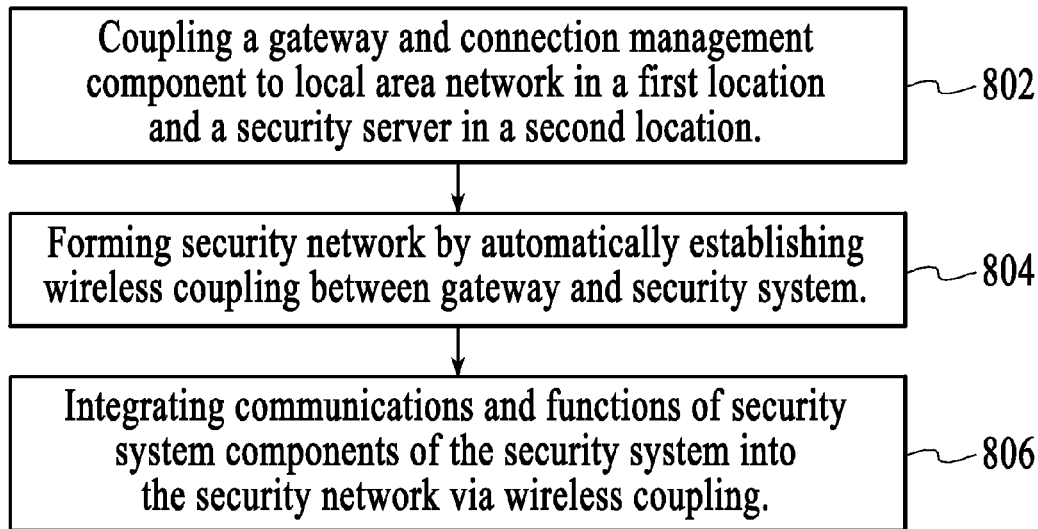 Coupling a gateway and connection management
component to local area network in a first location
and a security server in a second location.
802
Forming security network by automatically establishing
wireless coupling between gateway and security system.
804
Integrating communications and functions of security
system components of the security system into
the security network via wireless coupling.
806